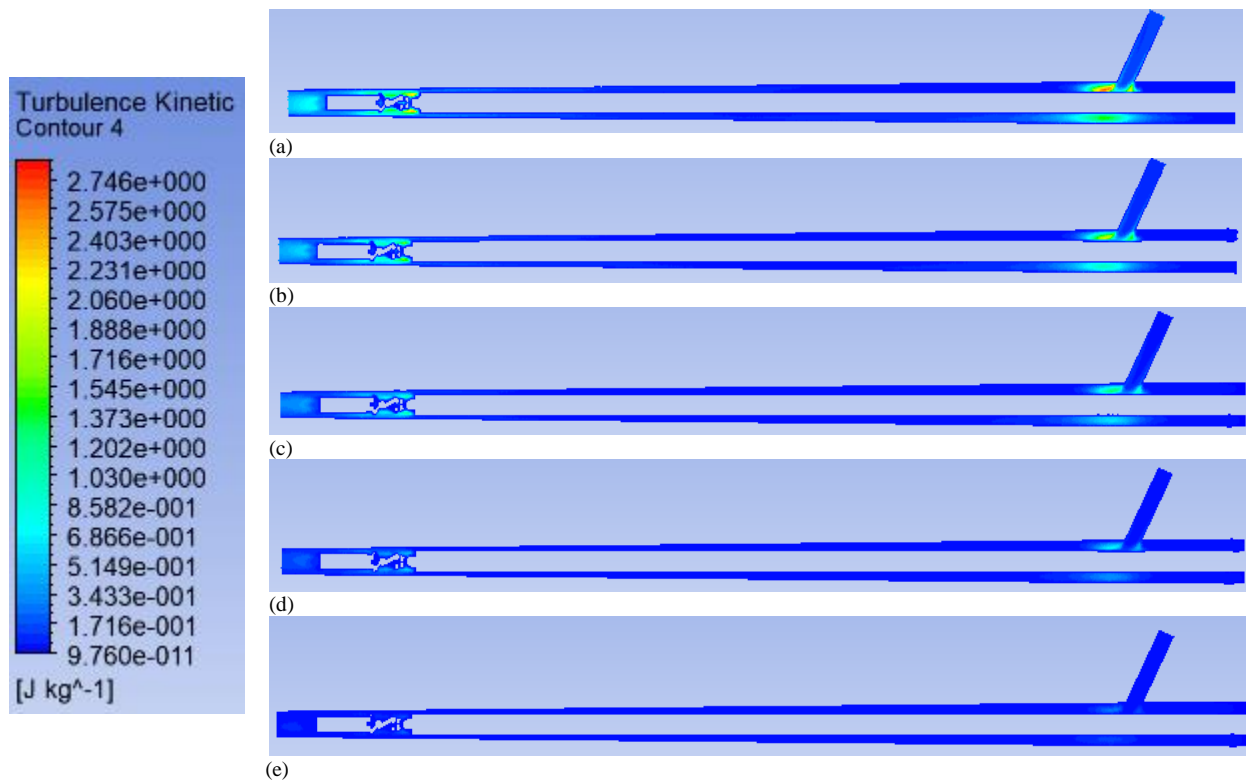 Turbulence Kinetic
Contour 4
2.746e+000
2.575e+000
2.403e+000
2.231e+000
2.060e+000
1.888e+000
1.716e+000
1.545e+000
1.373e+000
1.202e+000
1.030e+000
8.582e-001
6.866e-001
5.149e-001
3.433e-001
1.716e-001
9.760e-011
[J kg^-1]
(a)
(b)
(c)
(d)
(e)